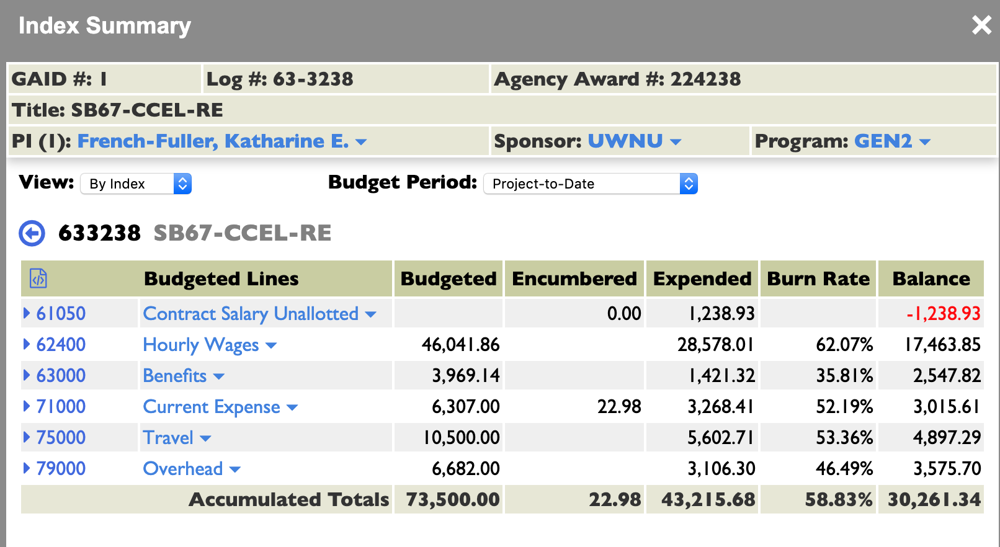 Index Summary
GAID #: 1 Log #: 63-3238 Agency Award #: 224238
Title: SB67-CCEL-RE
PI (1): French-Fuller, Katharine E. Sponsor: UWNU Program: GEN2
View: By Index Budget Period: Project-to-Date
633238 SB67-CCEL-RE
Budgeted Lines Budgeted Encumbered Expended Burn Rate Balance
61050 Contract Salary Unallotted 0.00 1,238.93 -1,238.93
62400 Hourly Wages 46,041.86 28,578.01 62.07% 17,463.85
63000 Benefits 3,969.14 1,421.32 35.81% 2,547.82
71000 Current Expense 6,307.00 22.98 3,268.41 52.19% 3,015.61
75000 Travel 10,500.00 5,602.71 53.36% 4,897.29
79000 Overhead 6,682.00 3,106.30 46.49% 3,575.70
Accumulated Totals 73,500.00 22.98 43,215.68 58.83% 30,261.34